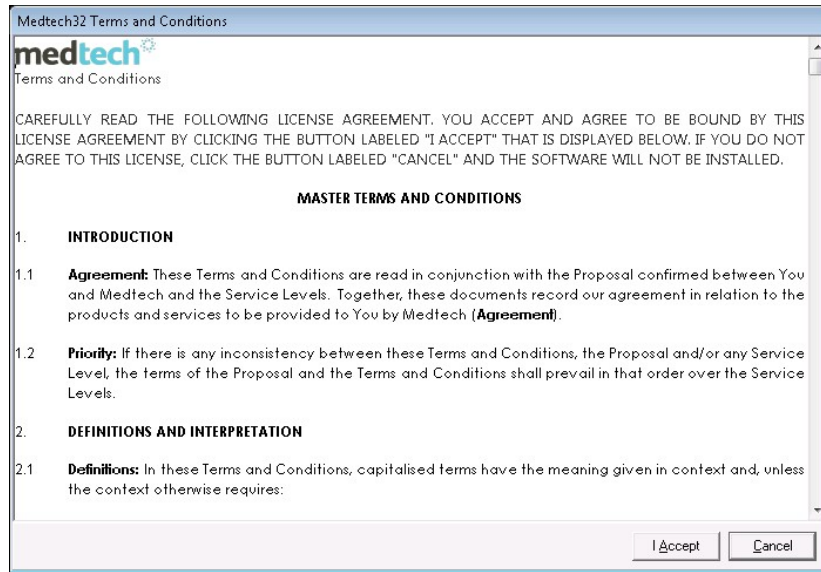 Medtech32 Terms and Conditions
medtech
Terms and Conditions
CAREFULLY READ THE FOLLOWING LICENSE AGREEMENT. YOU ACCEPT AND AGREE TO BE BOUND BY THIS
LICENSE AGREEMENT BY CLICKING THE BUTTON LABELED "I ACCEPT" THAT IS DISPLAYED BELOW. IF YOU DO NOT
AGREE TO THIS LICENSE, CLICK THE BUTTON LABELED "CANCEL" AND THE SOFTWARE WILL NOT BE INSTALLED.
MASTER TERMS AND CONDITIONS
1. INTRODUCTION
1.1 Agreement: These Terms and Conditions are read in conjunction with the Proposal confirmed between You
and Medtech and the Service Levels. Together, these documents record our agreement in relation to the
products and services to be provided to You by Medtech (Agreement).
1.2 Priority: If there is any inconsistency between these Terms and Conditions, the Proposal and/or any Service
Level, the terms of the Proposal and the Terms and Conditions shall prevail in that order over the Service
Levels.
2. DEFINITIONS AND INTERPRETATION
2.1 Definitions: In these Terms and Conditions, capitalised terms have the meaning given in context and, unless
the context otherwise requires:
I Accept Cancel